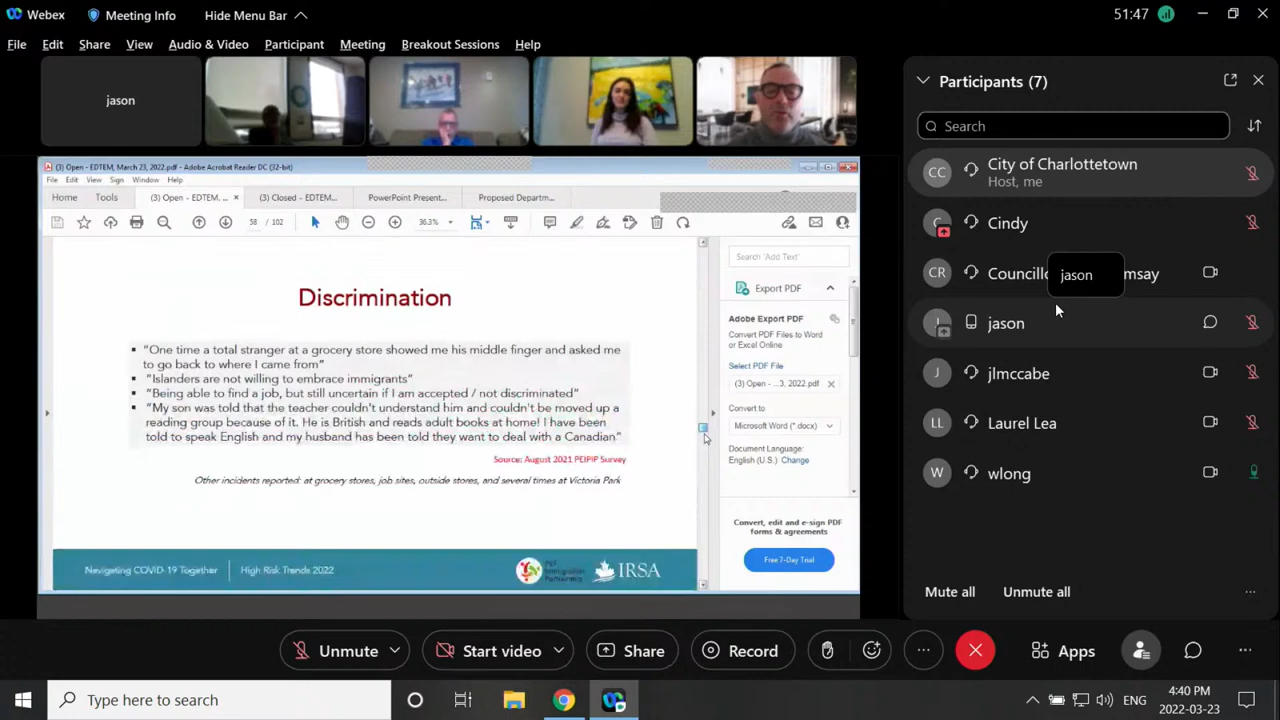 Webex
Meeting Info
Hide Menu Bar
51:47
File
Edit
Share
View
Audio & Video
Participant
Meeting
Breakout Sessions
Help
jason
(3) Open - EDTEM, March 23, 2022.pdf - Adobe Acrobat Reader DC (32-bit)
File Edit View Sign Window Help
Home
Tools
(3) Open - EDTEM, ... ×
(3) Closed - EDTEM...
PowerPoint Present...
Proposed Departm...
58 / 102
36.3%
Discrimination
▪ "One time a total stranger at a grocery store showed me his middle finger and asked me
to go back to where I came from"
▪ "Islanders are not willing to embrace immigrants"
▪ "Being able to find a job, but still uncertain if I am accepted / not discriminated"
▪ "My son was told that the teacher couldn't understand him and couldn't be moved up a
reading group because of it. He is British and reads adult books at home! I have been
told to speak English and my husband has been told they want to deal with a Canadian"
Source: August 2021 PEIPIP Survey
Other incidents reported: at grocery stores, job sites, outside stores, and several times at Victoria Park
Navigating COVID-19 Together
High Risk Trends 2022
PEI
Immigration
Partnership
IRSA
Search 'Add Text'
Export PDF
Adobe Export PDF
Convert PDF Files to Word
or Excel Online
Select PDF File
(3) Open - ...3, 2022.pdf ×
Convert to
Microsoft Word (*.docx)
Document Language:
English (U.S.) Change
Convert, edit and e-sign PDF
forms & agreements
Free 7-Day Trial
Participants (7)
Search
CC
City of Charlottetown
Host, me
C
Cindy
CR
Councillo
msay
jason
J
jason
J
jlmccabe
LL
Laurel Lea
W
wlong
Mute all
Unmute all
...
Unmute
Start video
Share
Record
Apps
Type here to search
ENG
4:40 PM
2022-03-23